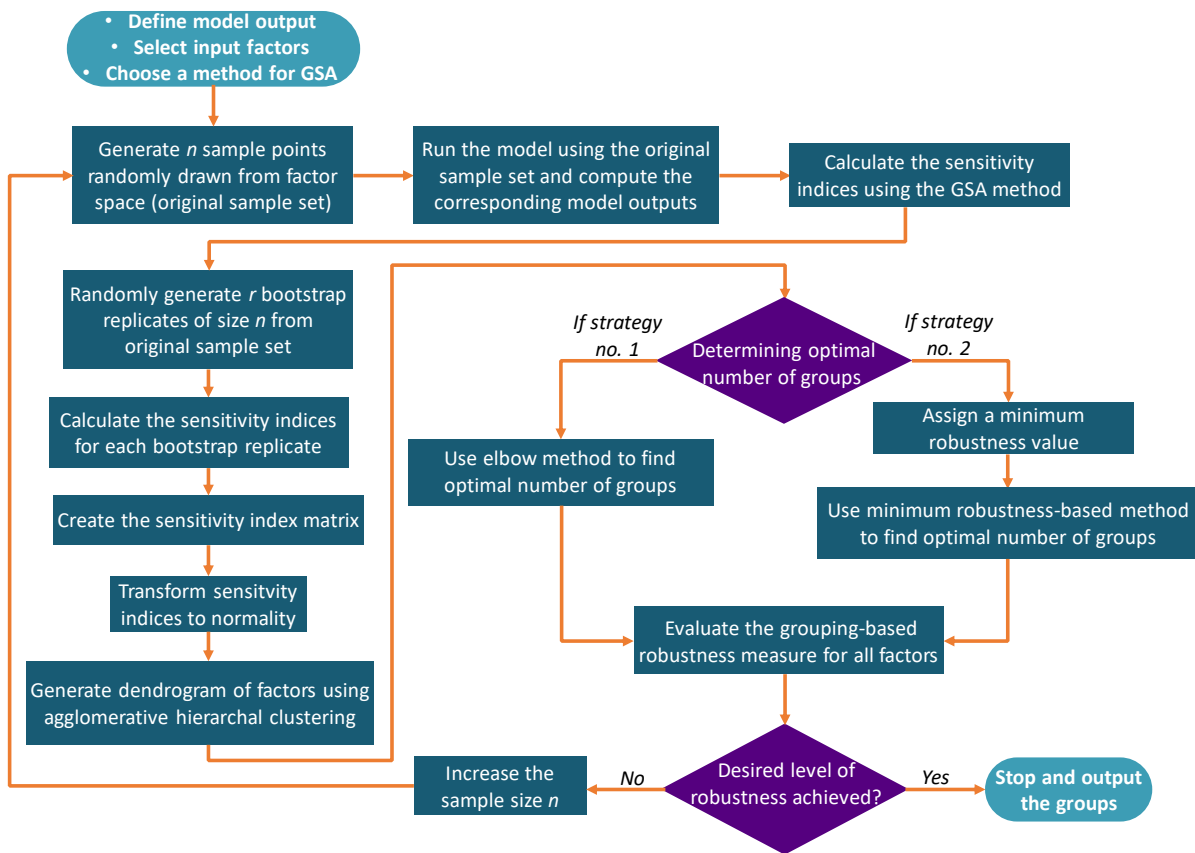 • Define model output
• Select input factors
• Choose a method for GSA
Generate n sample points
randomly drawn from factor
space (original sample set)
Run the model using the original
sample set and compute the
corresponding model outputs
Calculate the sensitivity
indices using the GSA method
Randomly generate r bootstrap
replicates of size n from
original sample set
Calculate the sensitivity indices
for each bootstrap replicate
Create the sensitivity index matrix
Transform sensitvity
indices to normality
Generate dendrogram of factors using
agglomerative hierarchal clustering
Determining optimal
number of groups
If strategy
no. 1
If strategy
no. 2
Use elbow method to find
optimal number of groups
Assign a minimum
robustness value
Use minimum robustness-based method
to find optimal number of groups
Evaluate the grouping-based
robustness measure for all factors
Desired level of
robustness achieved?
No
Increase the
sample size n
Yes
Stop and output
the groups